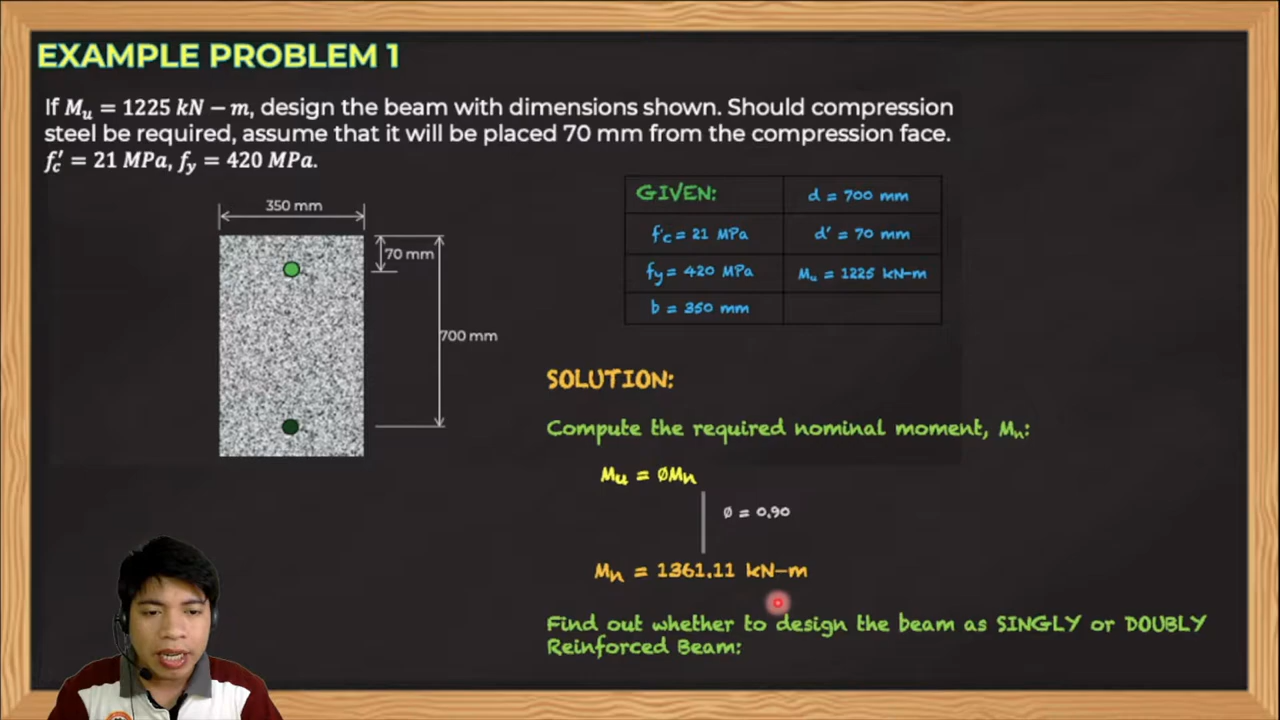 EXAMPLE PROBLEM 1
If Mᵤ = 1225 kN − m, design the beam with dimensions shown. Should compression
steel be required, assume that it will be placed 70 mm from the compression face.
f′c = 21 MPa, fy = 420 MPa.
350 mm
70 mm
700 mm
GIVEN:
d = 700 mm
f'c = 21 MPa
d' = 70 mm
fy = 420 MPa
Mᵤ = 1225 kN-m
b = 350 mm
SOLUTION:
Compute the required nominal moment, Mₙ:
Mᵤ = ØMₙ
Ø = 0.90
Mₙ = 1361.11 kN-m
Find out whether to design the beam as SINGLY or DOUBLY
Reinforced Beam: